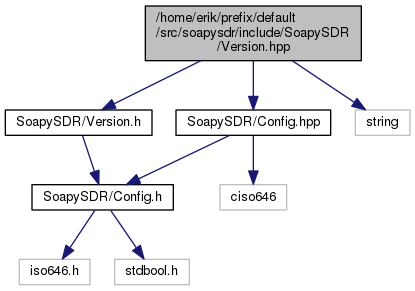 /home/erik/prefix/default
/src/soapysdr/include/SoapySDR
/Version.hpp
SoapySDR/Version.h
SoapySDR/Config.hpp
string
SoapySDR/Config.h
ciso646
iso646.h
stdbool.h